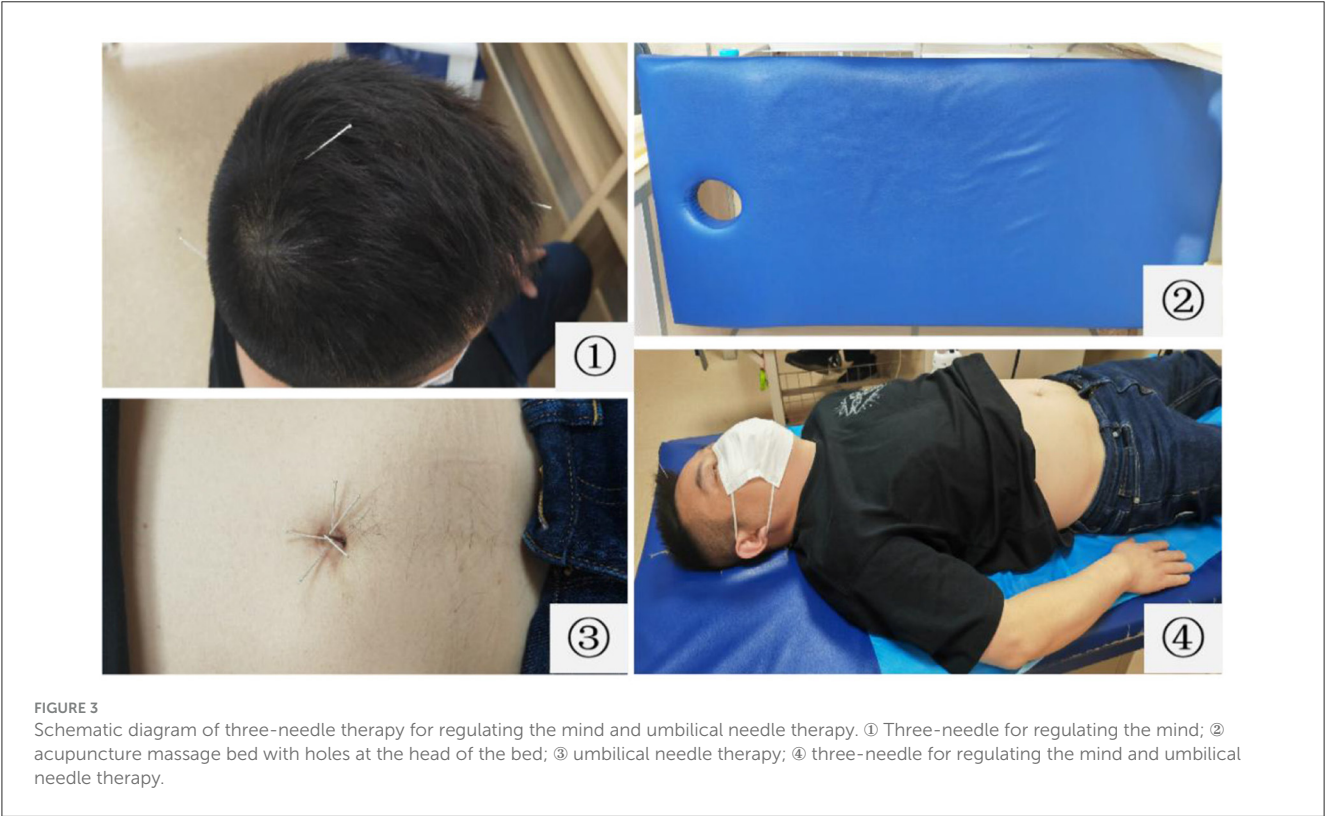 ①
②
③
④
FIGURE 3
Schematic diagram of three-needle therapy for regulating the mind and umbilical needle therapy. ① Three-needle for regulating the mind; ②
acupuncture massage bed with holes at the head of the bed; ③ umbilical needle therapy; ④ three-needle for regulating the mind and umbilical
needle therapy.